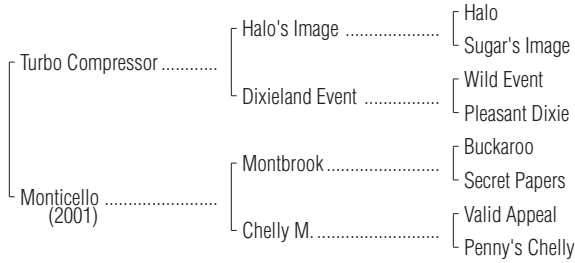 Halo
Halo's Image ....................
Sugar's Image
Turbo Compressor ............
Wild Event
Dixieland Event ................
Pleasant Dixie
Buckaroo
Montbrook ........................
Secret Papers
Monticello ........................
(2001)
Valid Appeal
Chelly M. ..........................
Penny's Chelly